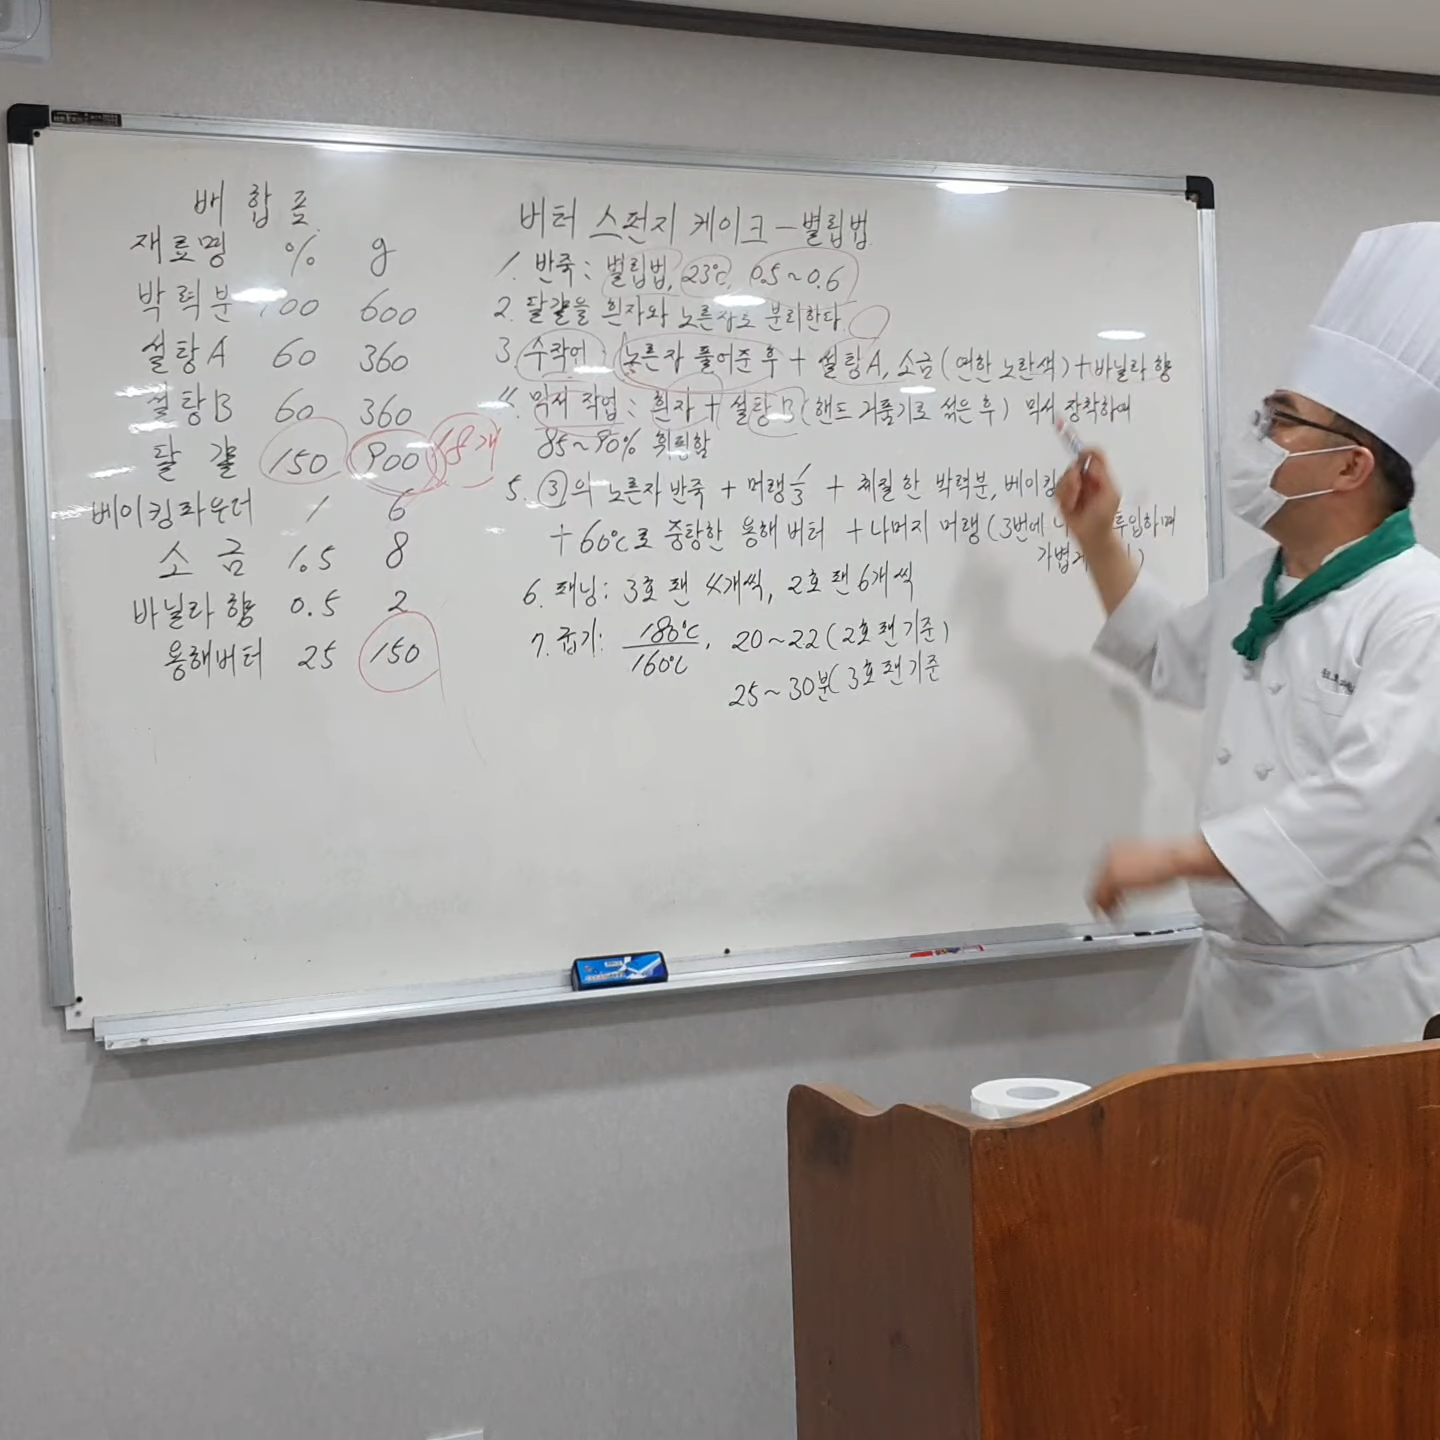 배합표
재료명 % g
박력분 100 600
설탕A 60 360
설탕B 60 360
달걀 150 900 18개
베이킹파우더 1 6
소금 1.5 8
바닐라향 0.5 2
용해버터 25 150
버터 스펀지 케이크 - 별립법
1. 반죽: 별립법, 23℃, 0.5~0.6
2. 달걀을 흰자와 노른자로 분리한다.
3. 수작업: 노른자 풀어준 후 + 설탕A, 소금(연한 노란색)+바닐라향
4. 믹서 작업: 흰자 + 설탕B(핸드 거품기로 섞은 후) 믹서 장착하며
85~90% 휘핑함
5. ③의 노른자 반죽 + 머랭 1/3 + 체질한 박력분, 베이킹
+ 60℃로 중탕한 용해버터 + 나머지 머랭(3번에 나 투입하며
가볍게 )
6. 팬닝: 3호팬 4개씩, 2호팬 6개씩
7. 굽기: 180℃/160℃, 20~22(2호팬기준)
25~30분(3호팬기준